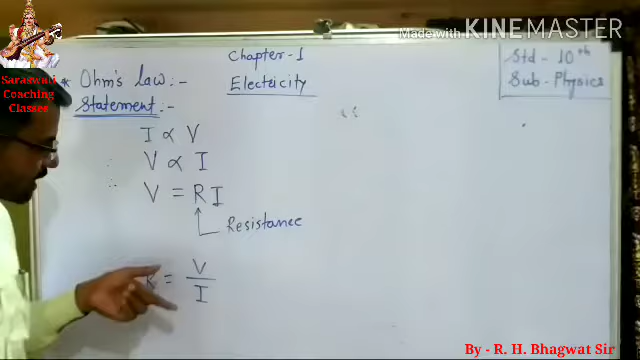 Made with KINEMASTER
Saraswati
Coaching
Classes
Chapter-1
Electricity
Std - 10th
Sub - Physics
* Ohm's Law :-
Statement :-
I ∝ V
∴ V ∝ I
∴ V = R I
Resistance
R = V/I
By - R. H. Bhagwat Sir